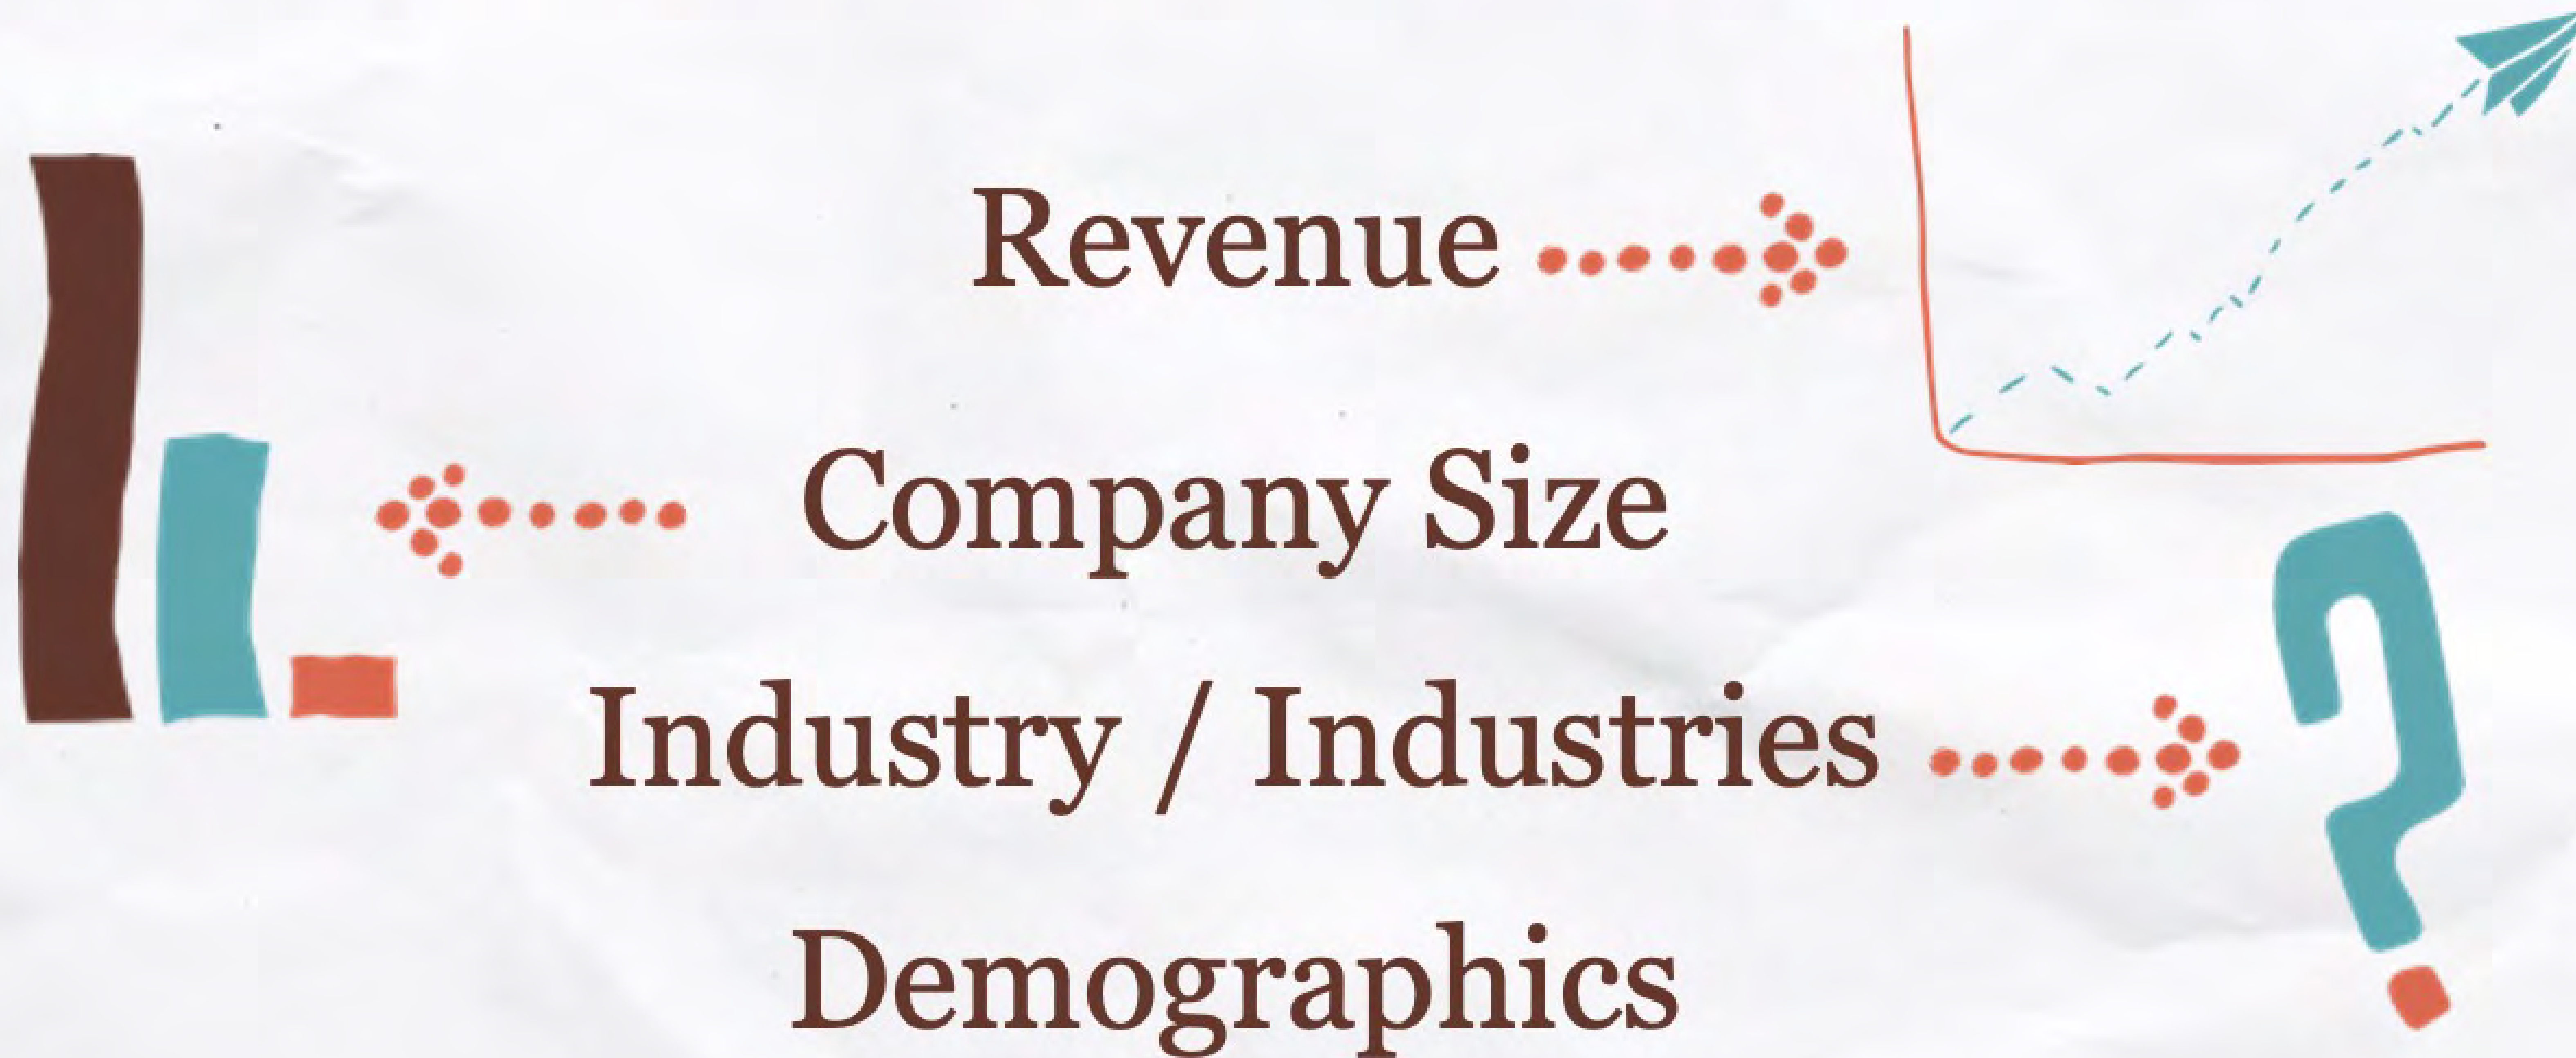 Revenue
Company Size
Industry / Industries
Demographics